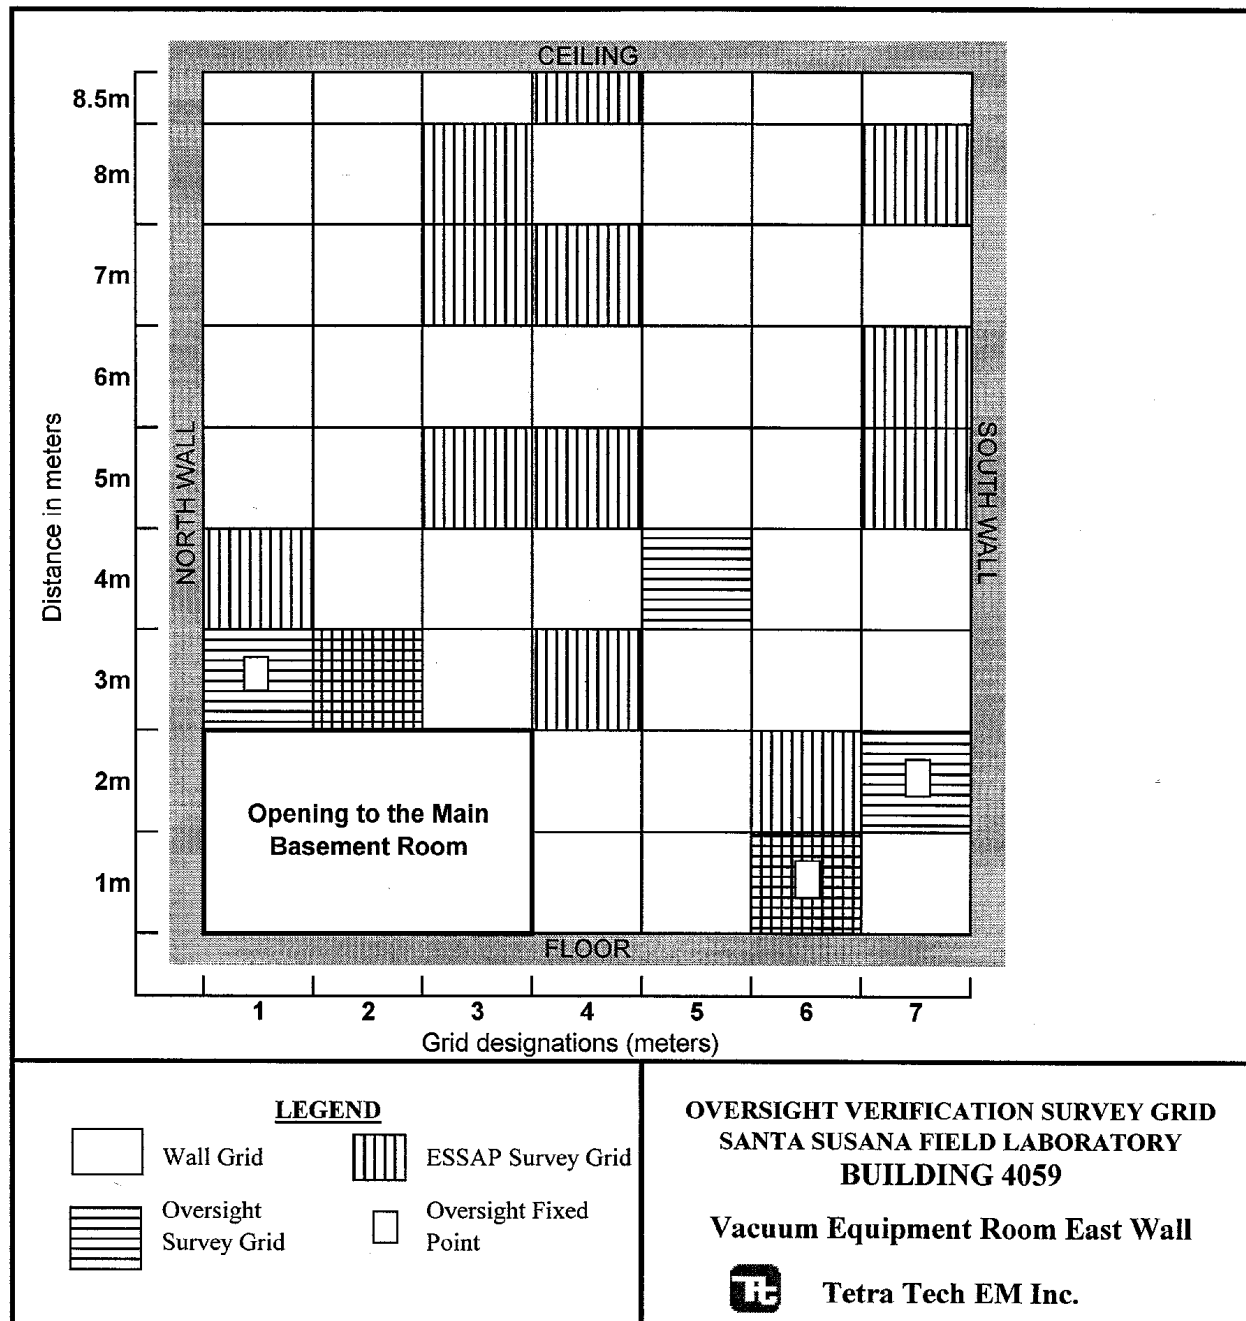 CEILING
8.5m
8m
7m
6m
5m
4m
3m
2m
1m
Distance in meters
NORTH WALL
SOUTH WALL
Opening to the Main
Basement Room
FLOOR
1 2 3 4 5 6 7
Grid designations (meters)
LEGEND
Wall Grid
ESSAP Survey Grid
Oversight
Survey Grid
Oversight Fixed
Point
OVERSIGHT VERIFICATION SURVEY GRID
SANTA SUSANA FIELD LABORATORY
BUILDING 4059
Vacuum Equipment Room East Wall
Tt
Tetra Tech EM Inc.